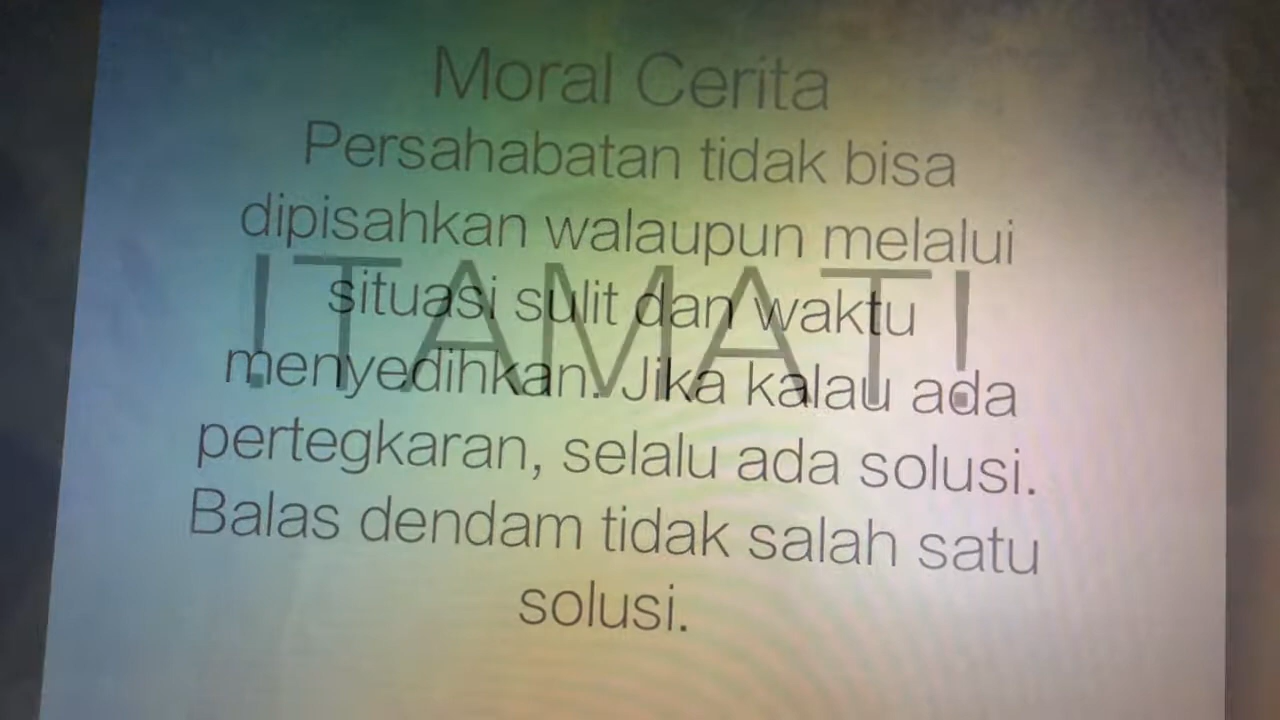 Moral Cerita
Persahabatan tidak bisa
dipisahkan walaupun melalui
!TAMAT!
situasi sulit dan waktu
menyedihkan. Jika kalau ada
pertegkaran, selalu ada solusi.
Balas dendam tidak salah satu
solusi.